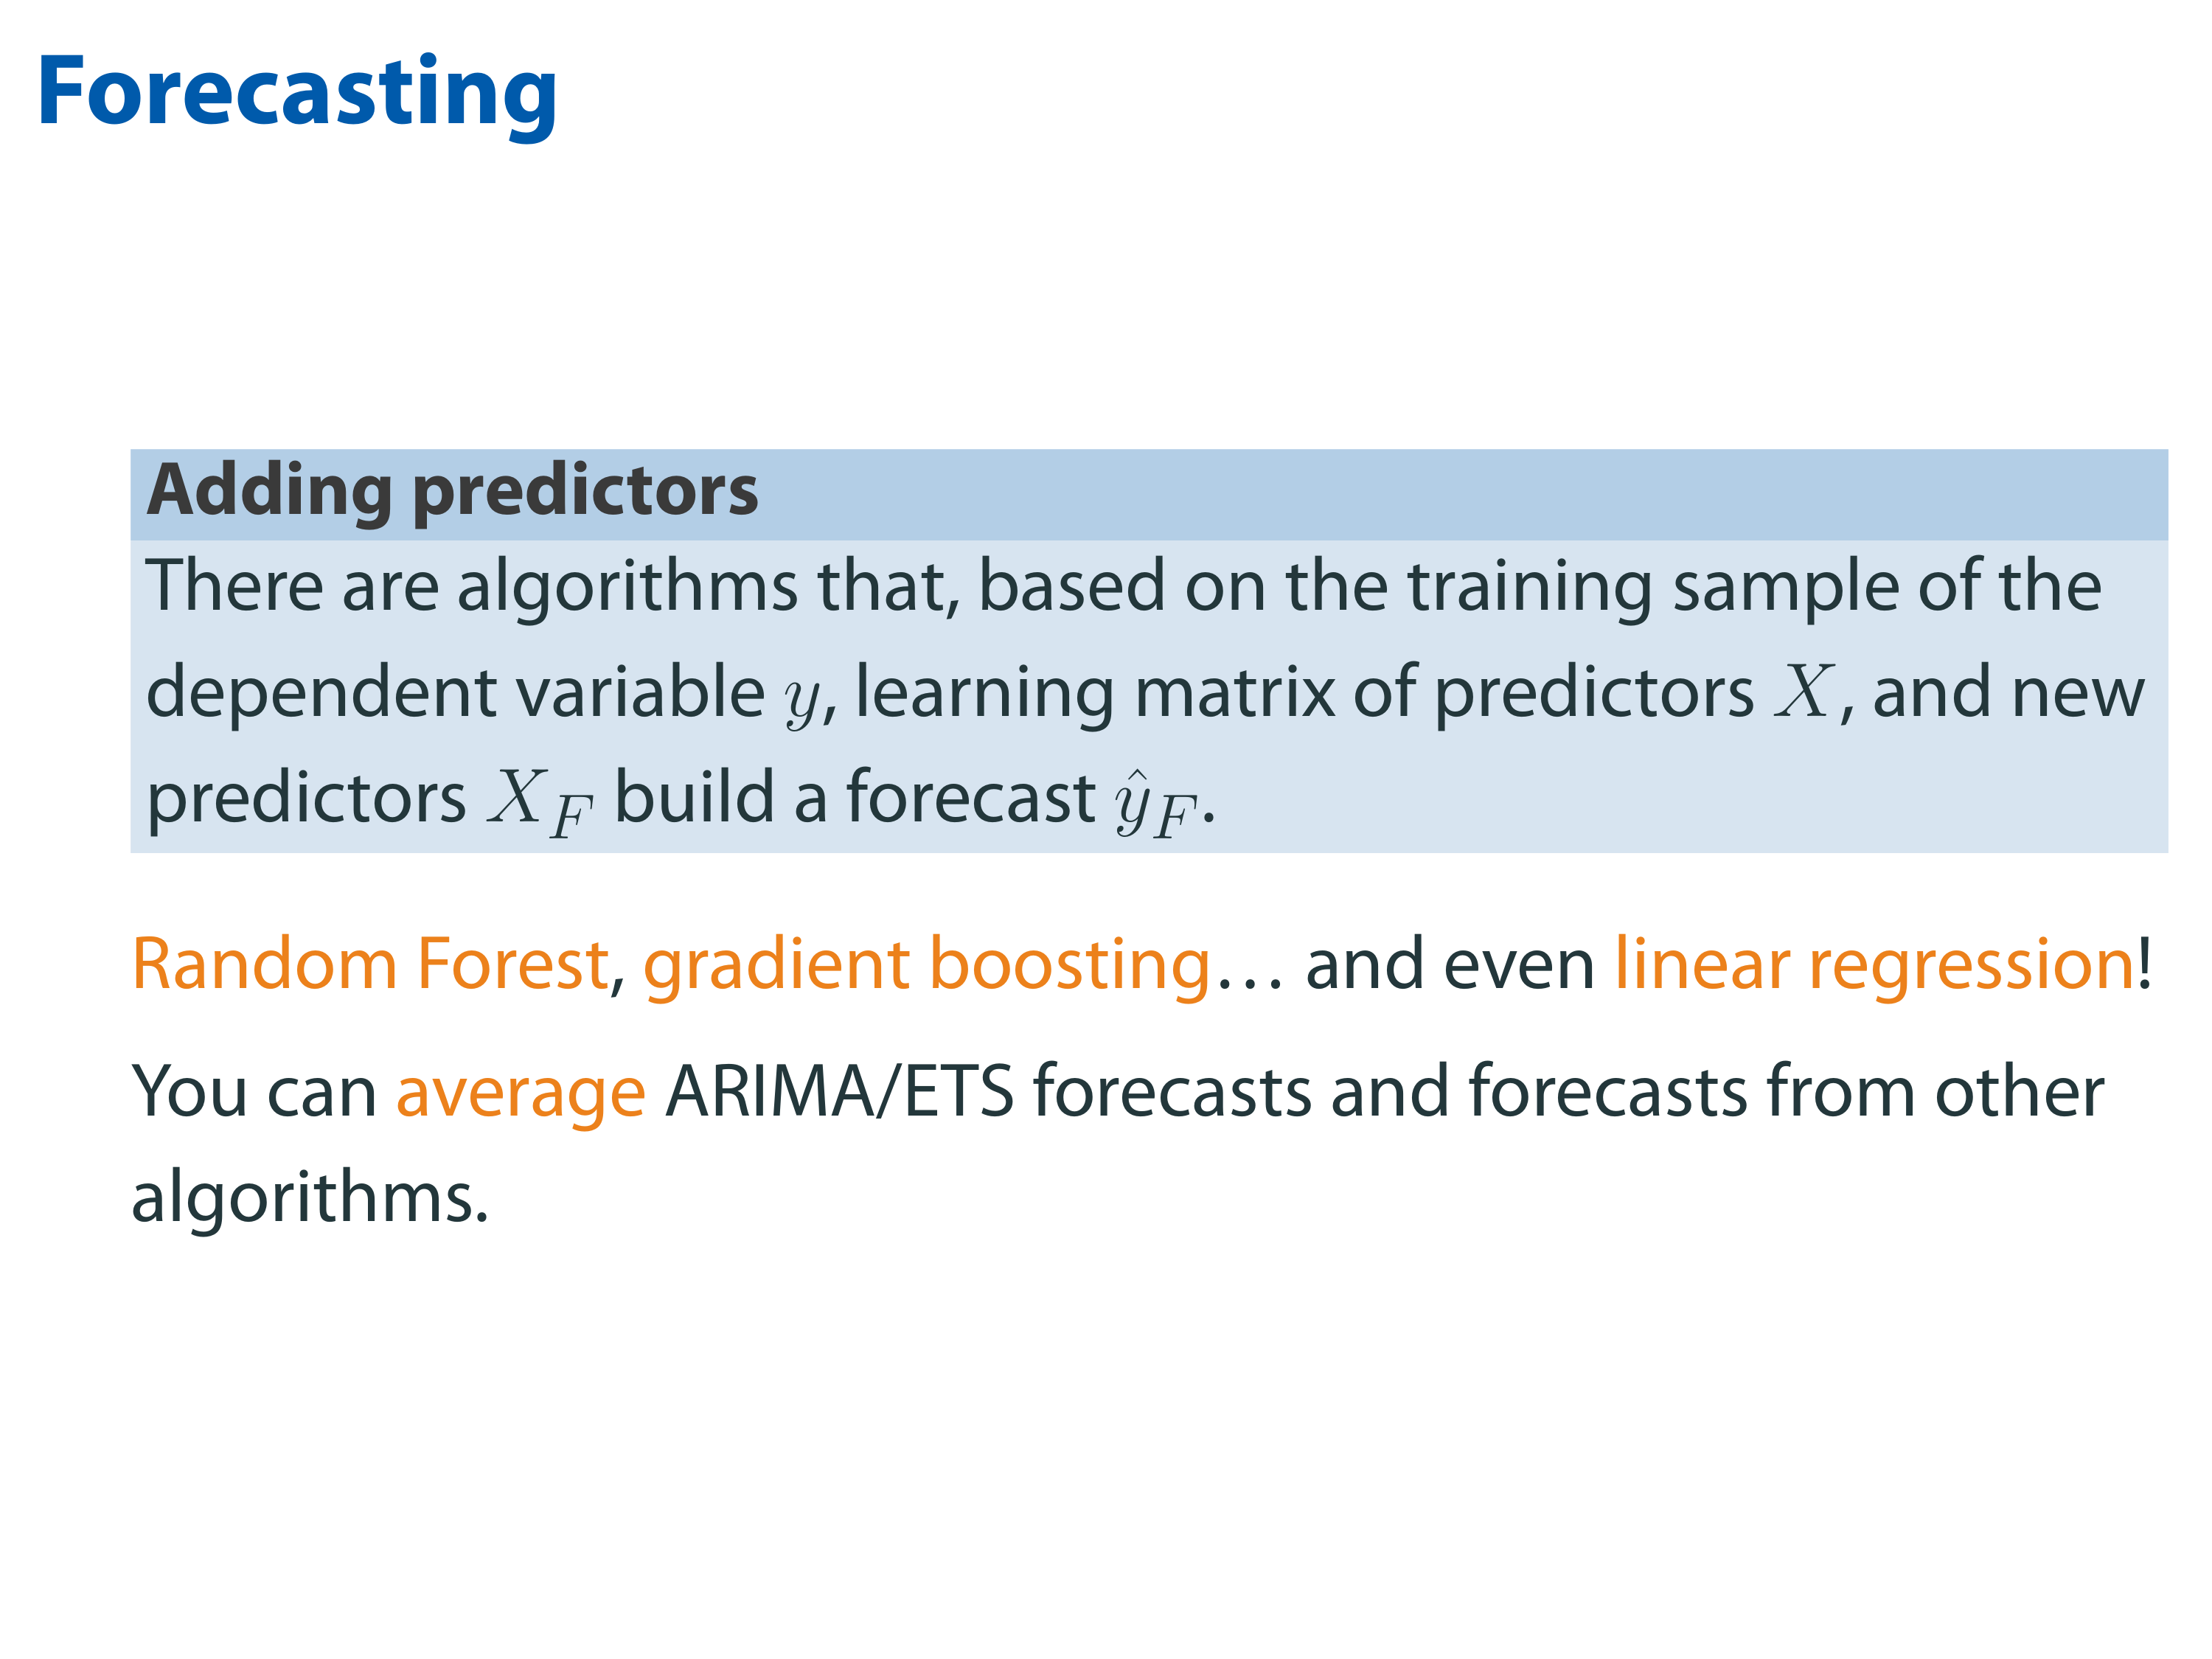 Forecasting
Adding predictors
There are algorithms that, based on the training sample of the
dependent variable $y$, learning matrix of predictors $X$, and new
predictors $X_F$ build a forecast $\hat{y}_F$.
Random Forest, gradient boosting… and even linear regression!
You can average ARIMA/ETS forecasts and forecasts from other
algorithms.